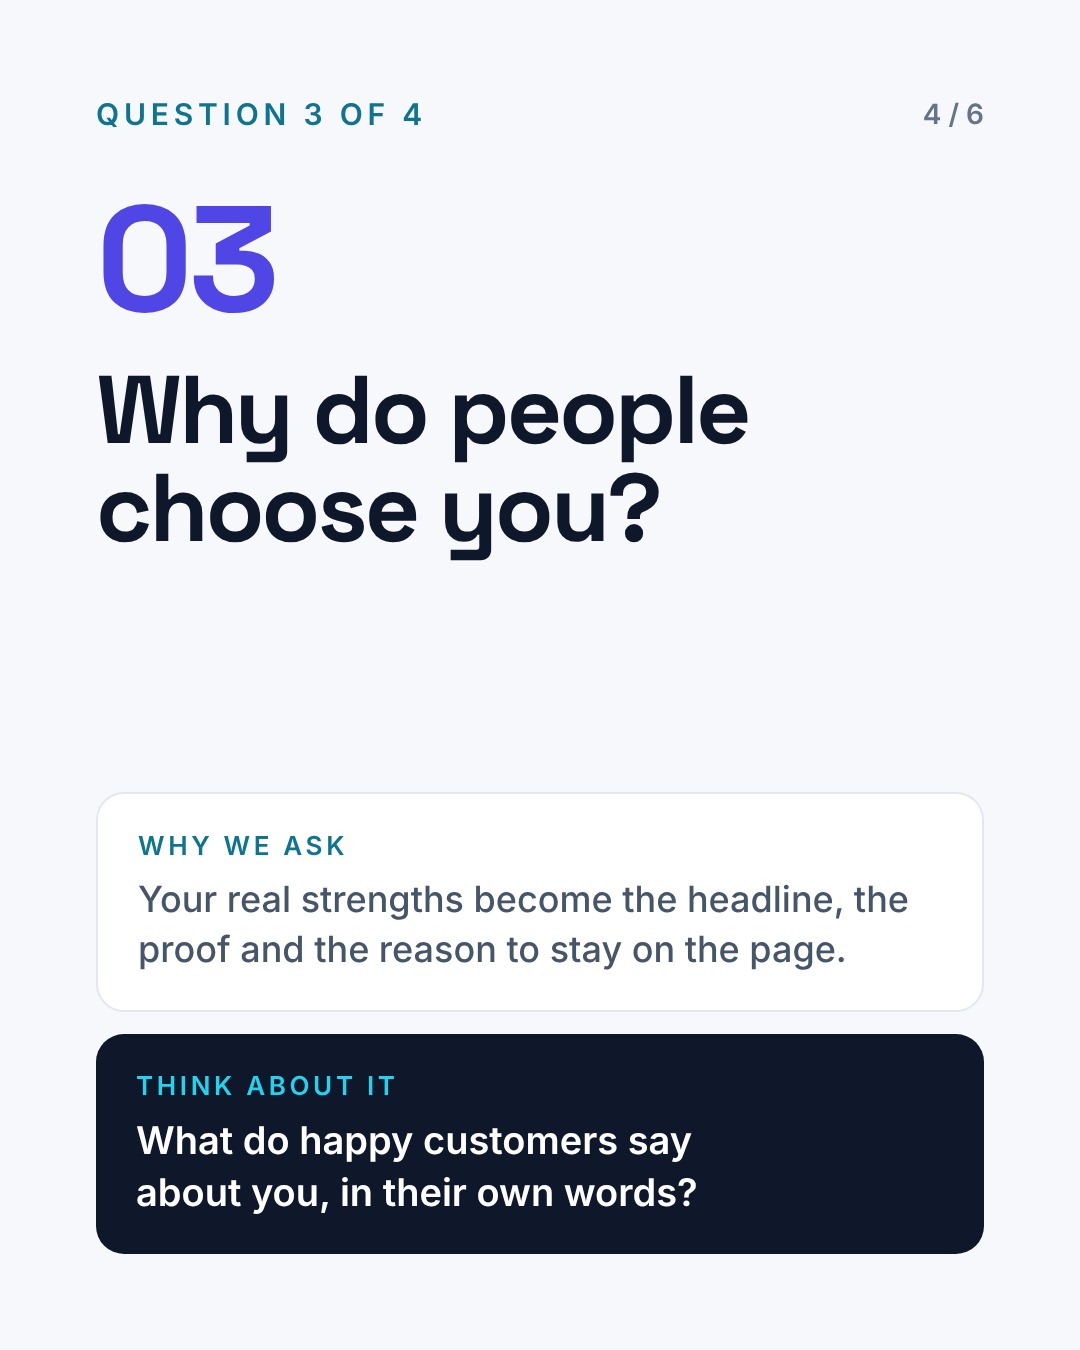 QUESTION 3 OF 4
4 / 6
03
Why do people
choose you?
WHY WE ASK
Your real strengths become the headline, the
proof and the reason to stay on the page.
THINK ABOUT IT
What do happy customers say
about you, in their own words?